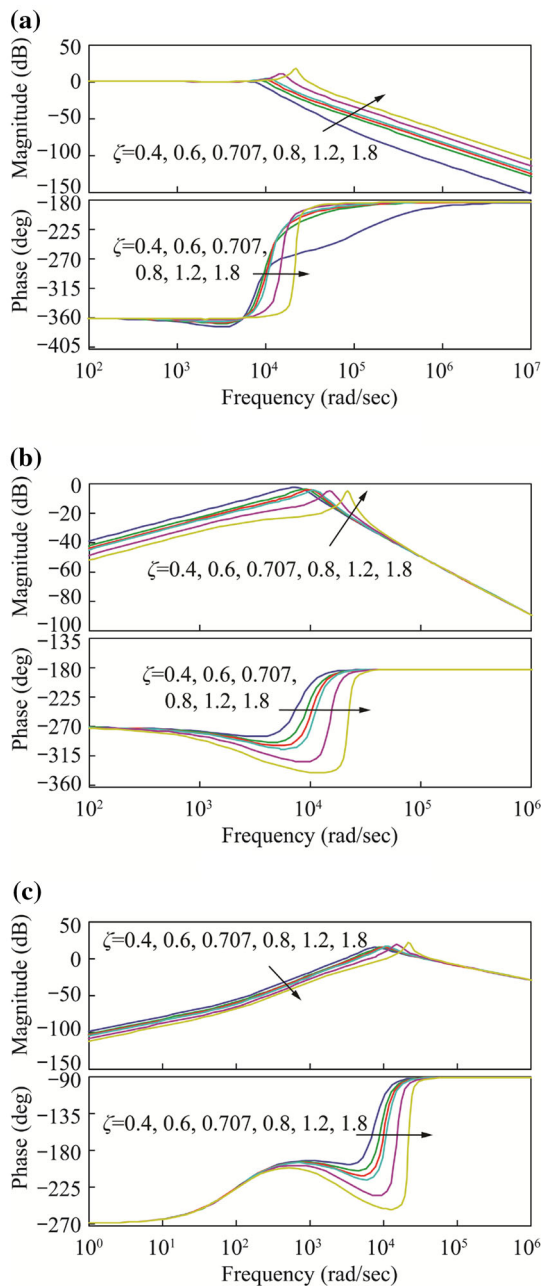 (a)
50
0
−50
−100
−150
Magnitude (dB)
ζ=0.4, 0.6, 0.707, 0.8, 1.2, 1.8
−180
−225
−270
−315
−360
−405
Phase (deg)
ζ=0.4, 0.6, 0.707,
0.8, 1.2, 1.8
10² 10³ 10⁴ 10⁵ 10⁶ 10⁷
Frequency (rad/sec)
(b)
0
−20
−40
−60
−80
−100
Magnitude (dB)
ζ=0.4, 0.6, 0.707, 0.8, 1.2, 1.8
−135
−180
−225
−270
−315
−360
Phase (deg)
ζ=0.4, 0.6, 0.707,
0.8, 1.2, 1.8
10² 10³ 10⁴ 10⁵ 10⁶
Frequency (rad/sec)
(c)
50
0
−50
−100
−150
Magnitude (dB)
ζ=0.4, 0.6, 0.707, 0.8, 1.2, 1.8
−90
−135
−180
−225
−270
Phase (deg)
ζ=0.4, 0.6, 0.707, 0.8, 1.2, 1.8
10⁰ 10¹ 10² 10³ 10⁴ 10⁵ 10⁶
Frequency (rad/sec)